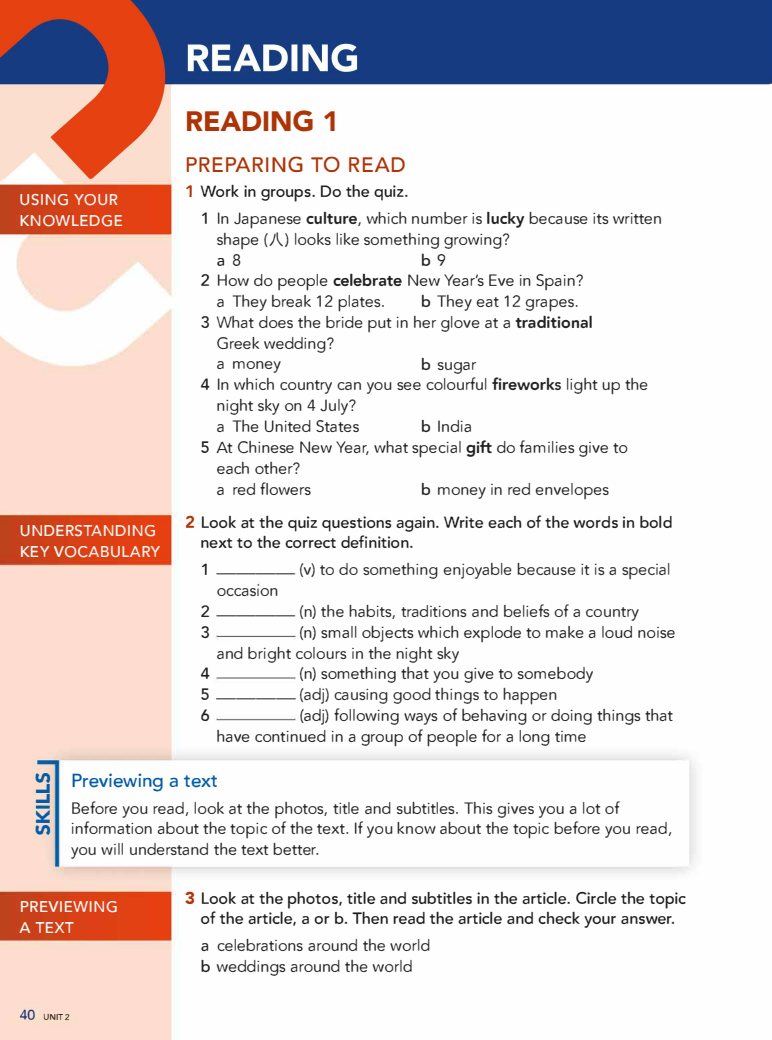 READING
READING 1
PREPARING TO READ
USING YOUR
KNOWLEDGE
1 Work in groups. Do the quiz.
1 In Japanese culture, which number is lucky because its written
shape (八) looks like something growing?
a 8 b 9
2 How do people celebrate New Year's Eve in Spain?
a They break 12 plates. b They eat 12 grapes.
3 What does the bride put in her glove at a traditional
Greek wedding?
a money b sugar
4 In which country can you see colourful fireworks light up the
night sky on 4 July?
a The United States b India
5 At Chinese New Year, what special gift do families give to
each other?
a red flowers b money in red envelopes
UNDERSTANDING
KEY VOCABULARY
2 Look at the quiz questions again. Write each of the words in bold
next to the correct definition.
1 __________ (v) to do something enjoyable because it is a special
occasion
2 __________ (n) the habits, traditions and beliefs of a country
3 __________ (n) small objects which explode to make a loud noise
and bright colours in the night sky
4 __________ (n) something that you give to somebody
5 __________ (adj) causing good things to happen
6 __________ (adj) following ways of behaving or doing things that
have continued in a group of people for a long time
SKILLS
Previewing a text
Before you read, look at the photos, title and subtitles. This gives you a lot of
information about the topic of the text. If you know about the topic before you read,
you will understand the text better.
PREVIEWING
A TEXT
3 Look at the photos, title and subtitles in the article. Circle the topic
of the article, a or b. Then read the article and check your answer.
a celebrations around the world
b weddings around the world
40 UNIT 2